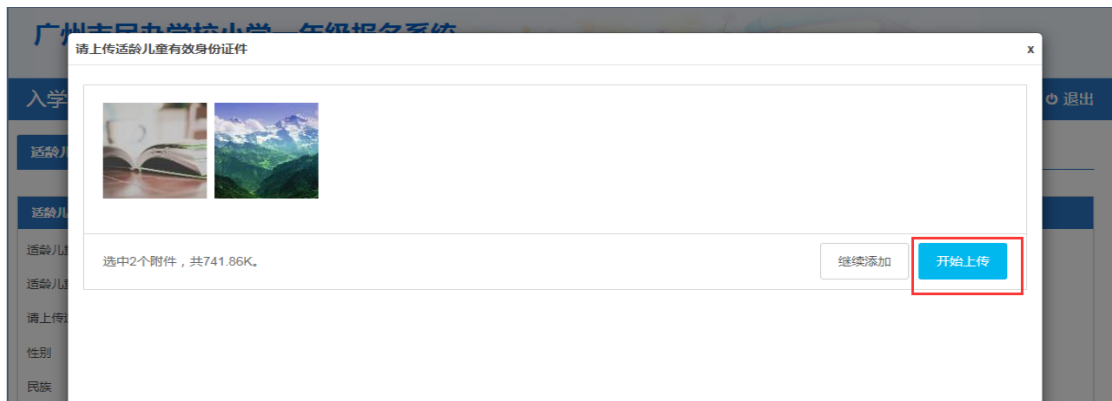 广州市民办学校小学一年级报名系统
请上传适龄儿童有效身份证件
x
入学
退出
适龄儿
适龄儿
适龄儿
选中2个附件，共741.86K。
继续添加
开始上传
适龄儿
请上传
性别
民族